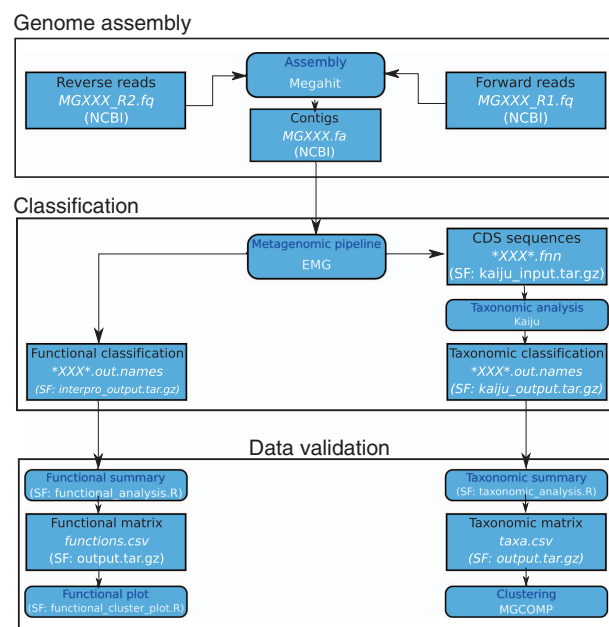 Genome assembly
Assembly
Megahit
Reverse reads
MGXXX_R2.fq
(NCBI)
Forward reads
MGXXX_R1.fq
(NCBI)
Contigs
MGXXX.fa
(NCBI)
Classification
Metagenomic pipeline
EMG
CDS sequences
*XXX*.fnn
(SF: kaiju_input.tar.gz)
Taxonomic analysis
Kaiju
Functional classification
*XXX*.out.names
(SF: interpro_output.tar.gz)
Taxonomic classification
*XXX*.out.names
(SF: kaiju_output.tar.gz)
Data validation
Functional summary
(SF: functional_analysis.R)
Taxonomic summary
(SF: taxonomic_analysis.R)
Functional matrix
functions.csv
(SF: output.tar.gz)
Taxonomic matrix
taxa.csv
(SF: output.tar.gz)
Functional plot
(SF: functional_cluster_plot.R)
Clustering
MGCOMP